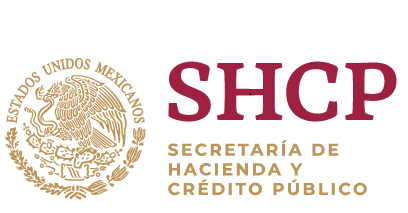 ESTADOS UNIDOS MEXICANOS
SHCP
SECRETARÍA DE
HACIENDA Y
CRÉDITO PÚBLICO